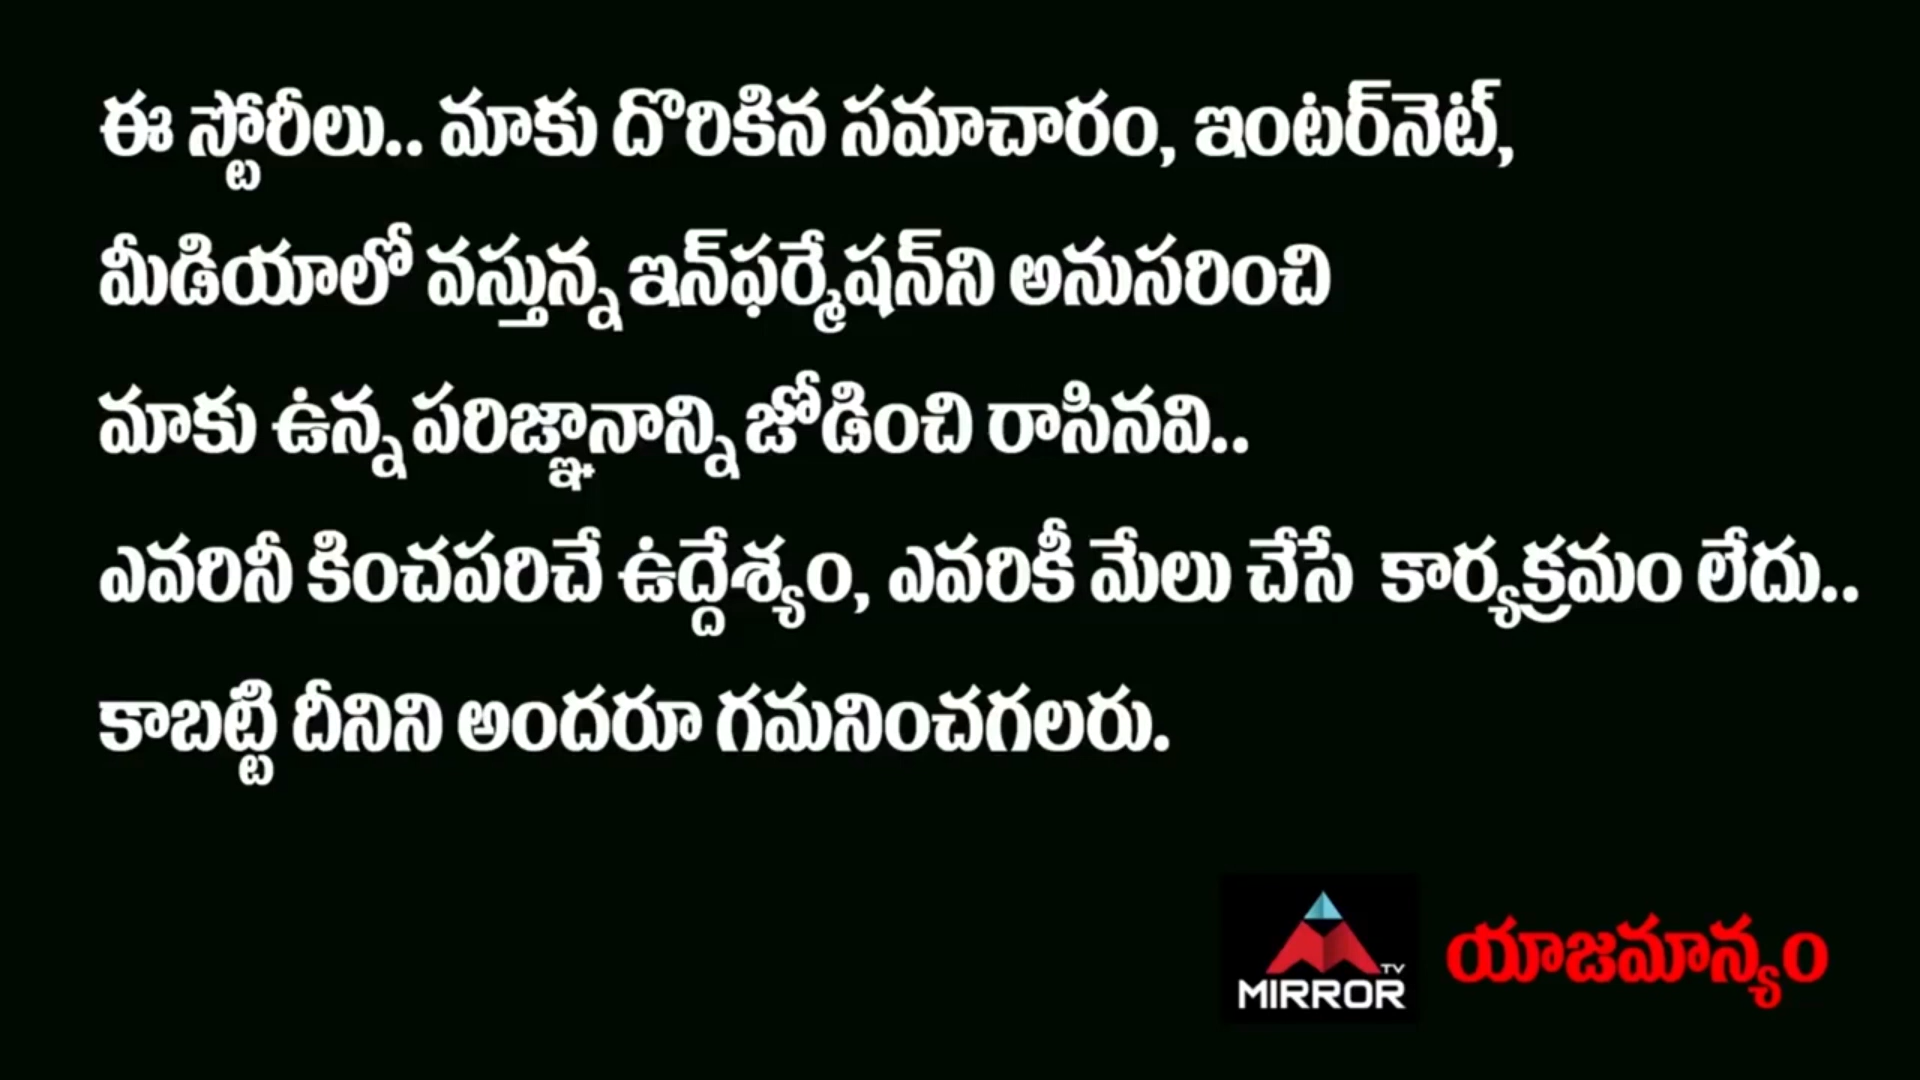 ఈ స్టోరీలు.. మాకు దొరికిన సమాచారం, ఇంటర్‌నెట్,
మీడియాలో వస్తున్న ఇన్‌ఫర్మేషన్‌ని అనుసరించి
మాకు ఉన్న పరిజ్ఞానాన్ని జోడించి రాసినవి..
ఎవరినీ కించపరిచే ఉద్దేశ్యం, ఎవరికీ మేలు చేసే కార్యక్రమం లేదు..
కాబట్టి దీనిని అందరూ గమనించగలరు.
TV
MIRROR
యాజమాన్యం